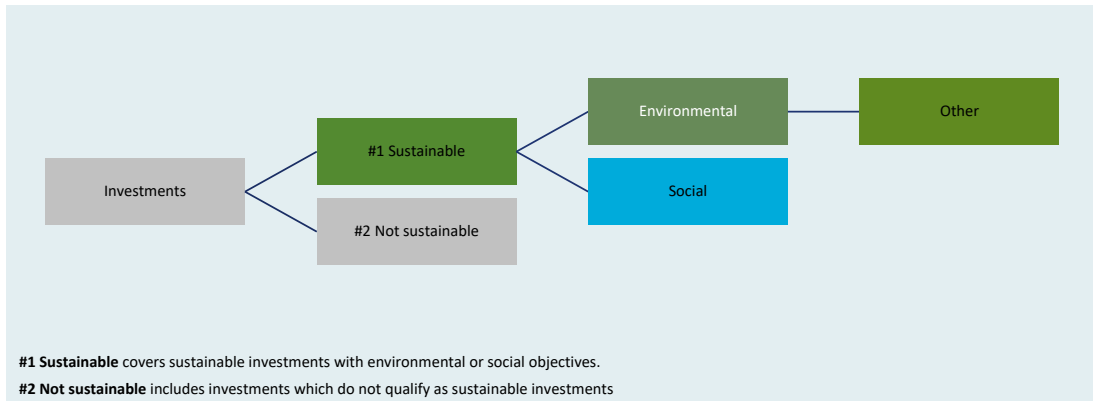 Environmental
Other
#1 Sustainable
Investments
Social
#2 Not sustainable
#1 Sustainable covers sustainable investments with environmental or social objectives.
#2 Not sustainable includes investments which do not qualify as sustainable investments